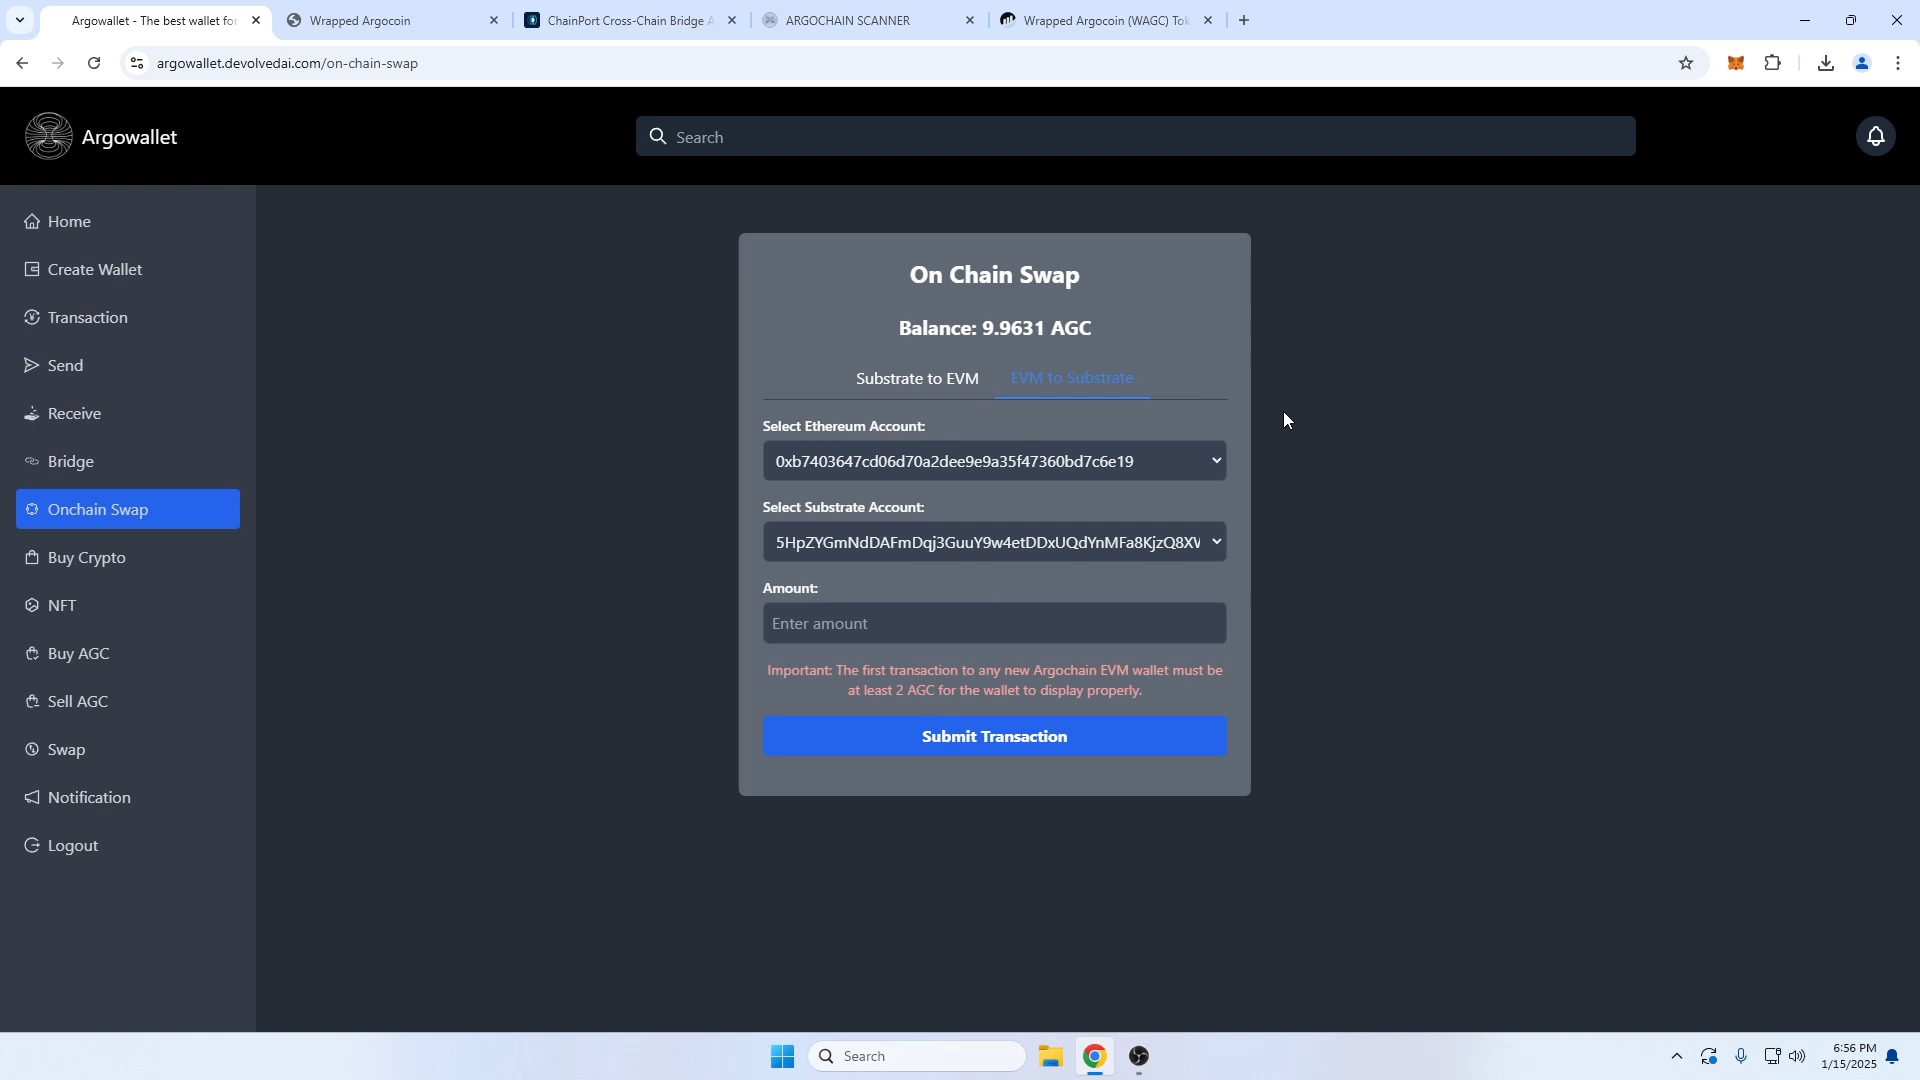 Argowallet - The best wallet for
Wrapped Argocoin
ChainPort Cross-Chain Bridge A
ARGOCHAIN SCANNER
Wrapped Argocoin (WAGC) Tok
argowallet.devolvedai.com/on-chain-swap
Argowallet
Search
Home
Create Wallet
Transaction
Send
Receive
Bridge
Onchain Swap
Buy Crypto
NFT
Buy AGC
Sell AGC
Swap
Notification
Logout
On Chain Swap
Balance: 9.9631 AGC
Substrate to EVM EVM to Substrate
Select Ethereum Account:
0xb7403647cd06d70a2dee9e9a35f47360bd7c6e19
Select Substrate Account:
5HpZYGmNdDAFmDqj3GuuY9w4etDDxUQdYnMFa8KjzQ8XV
Amount:
Enter amount
Important: The first transaction to any new Argochain EVM wallet must be
at least 2 AGC for the wallet to display properly.
Submit Transaction
Search
6:56 PM
1/15/2025